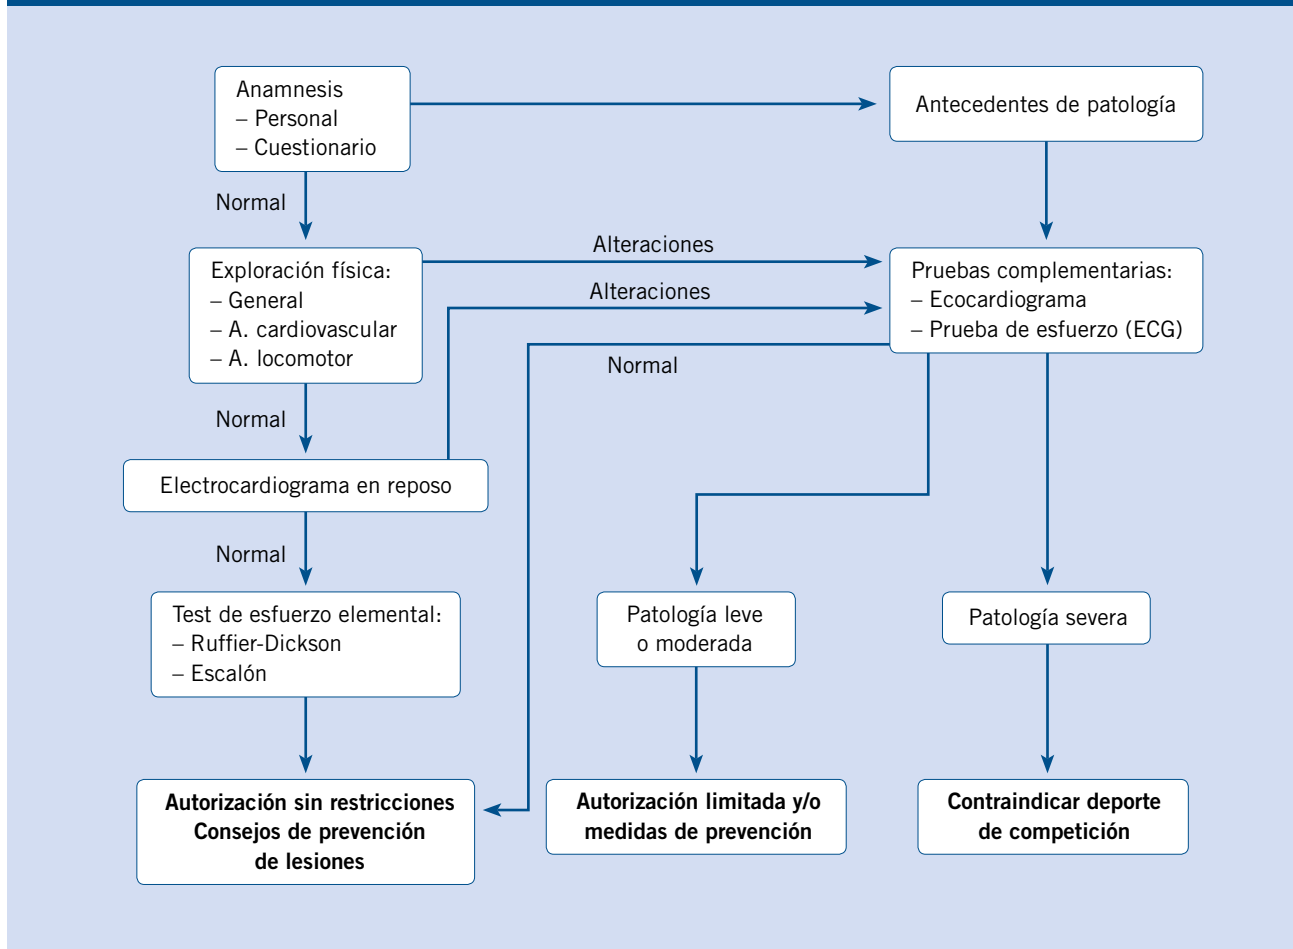 Anamnesis
– Personal
– Cuestionario
Antecedentes de patología
Normal
Alteraciones
Exploración física:
– General
– A. cardiovascular
– A. locomotor
Pruebas complementarias:
– Ecocardiograma
– Prueba de esfuerzo (ECG)
Alteraciones
Normal
Normal
Electrocardiograma en reposo
Normal
Test de esfuerzo elemental:
– Ruffier-Dickson
– Escalón
Patología leve
o moderada
Patología severa
Autorización sin restricciones
Consejos de prevención
de lesiones
Autorización limitada y/o
medidas de prevención
Contraindicar deporte
de competición